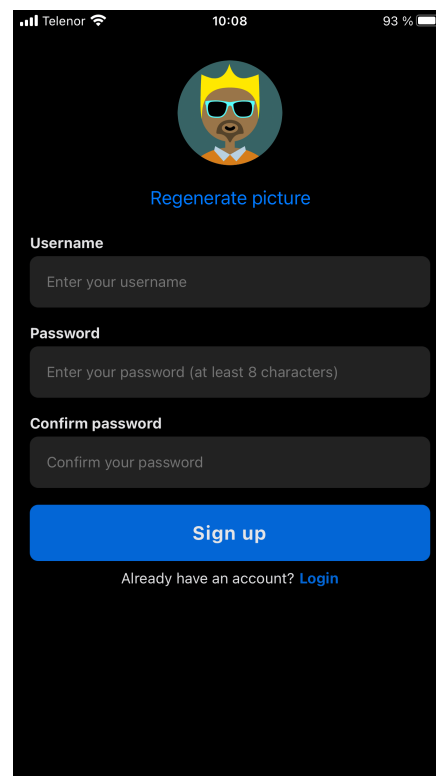 Telenor 10:08 93 %
Regenerate picture
Username
Enter your username
Password
Enter your password (at least 8 characters)
Confirm password
Confirm your password
Sign up
Already have an account? Login